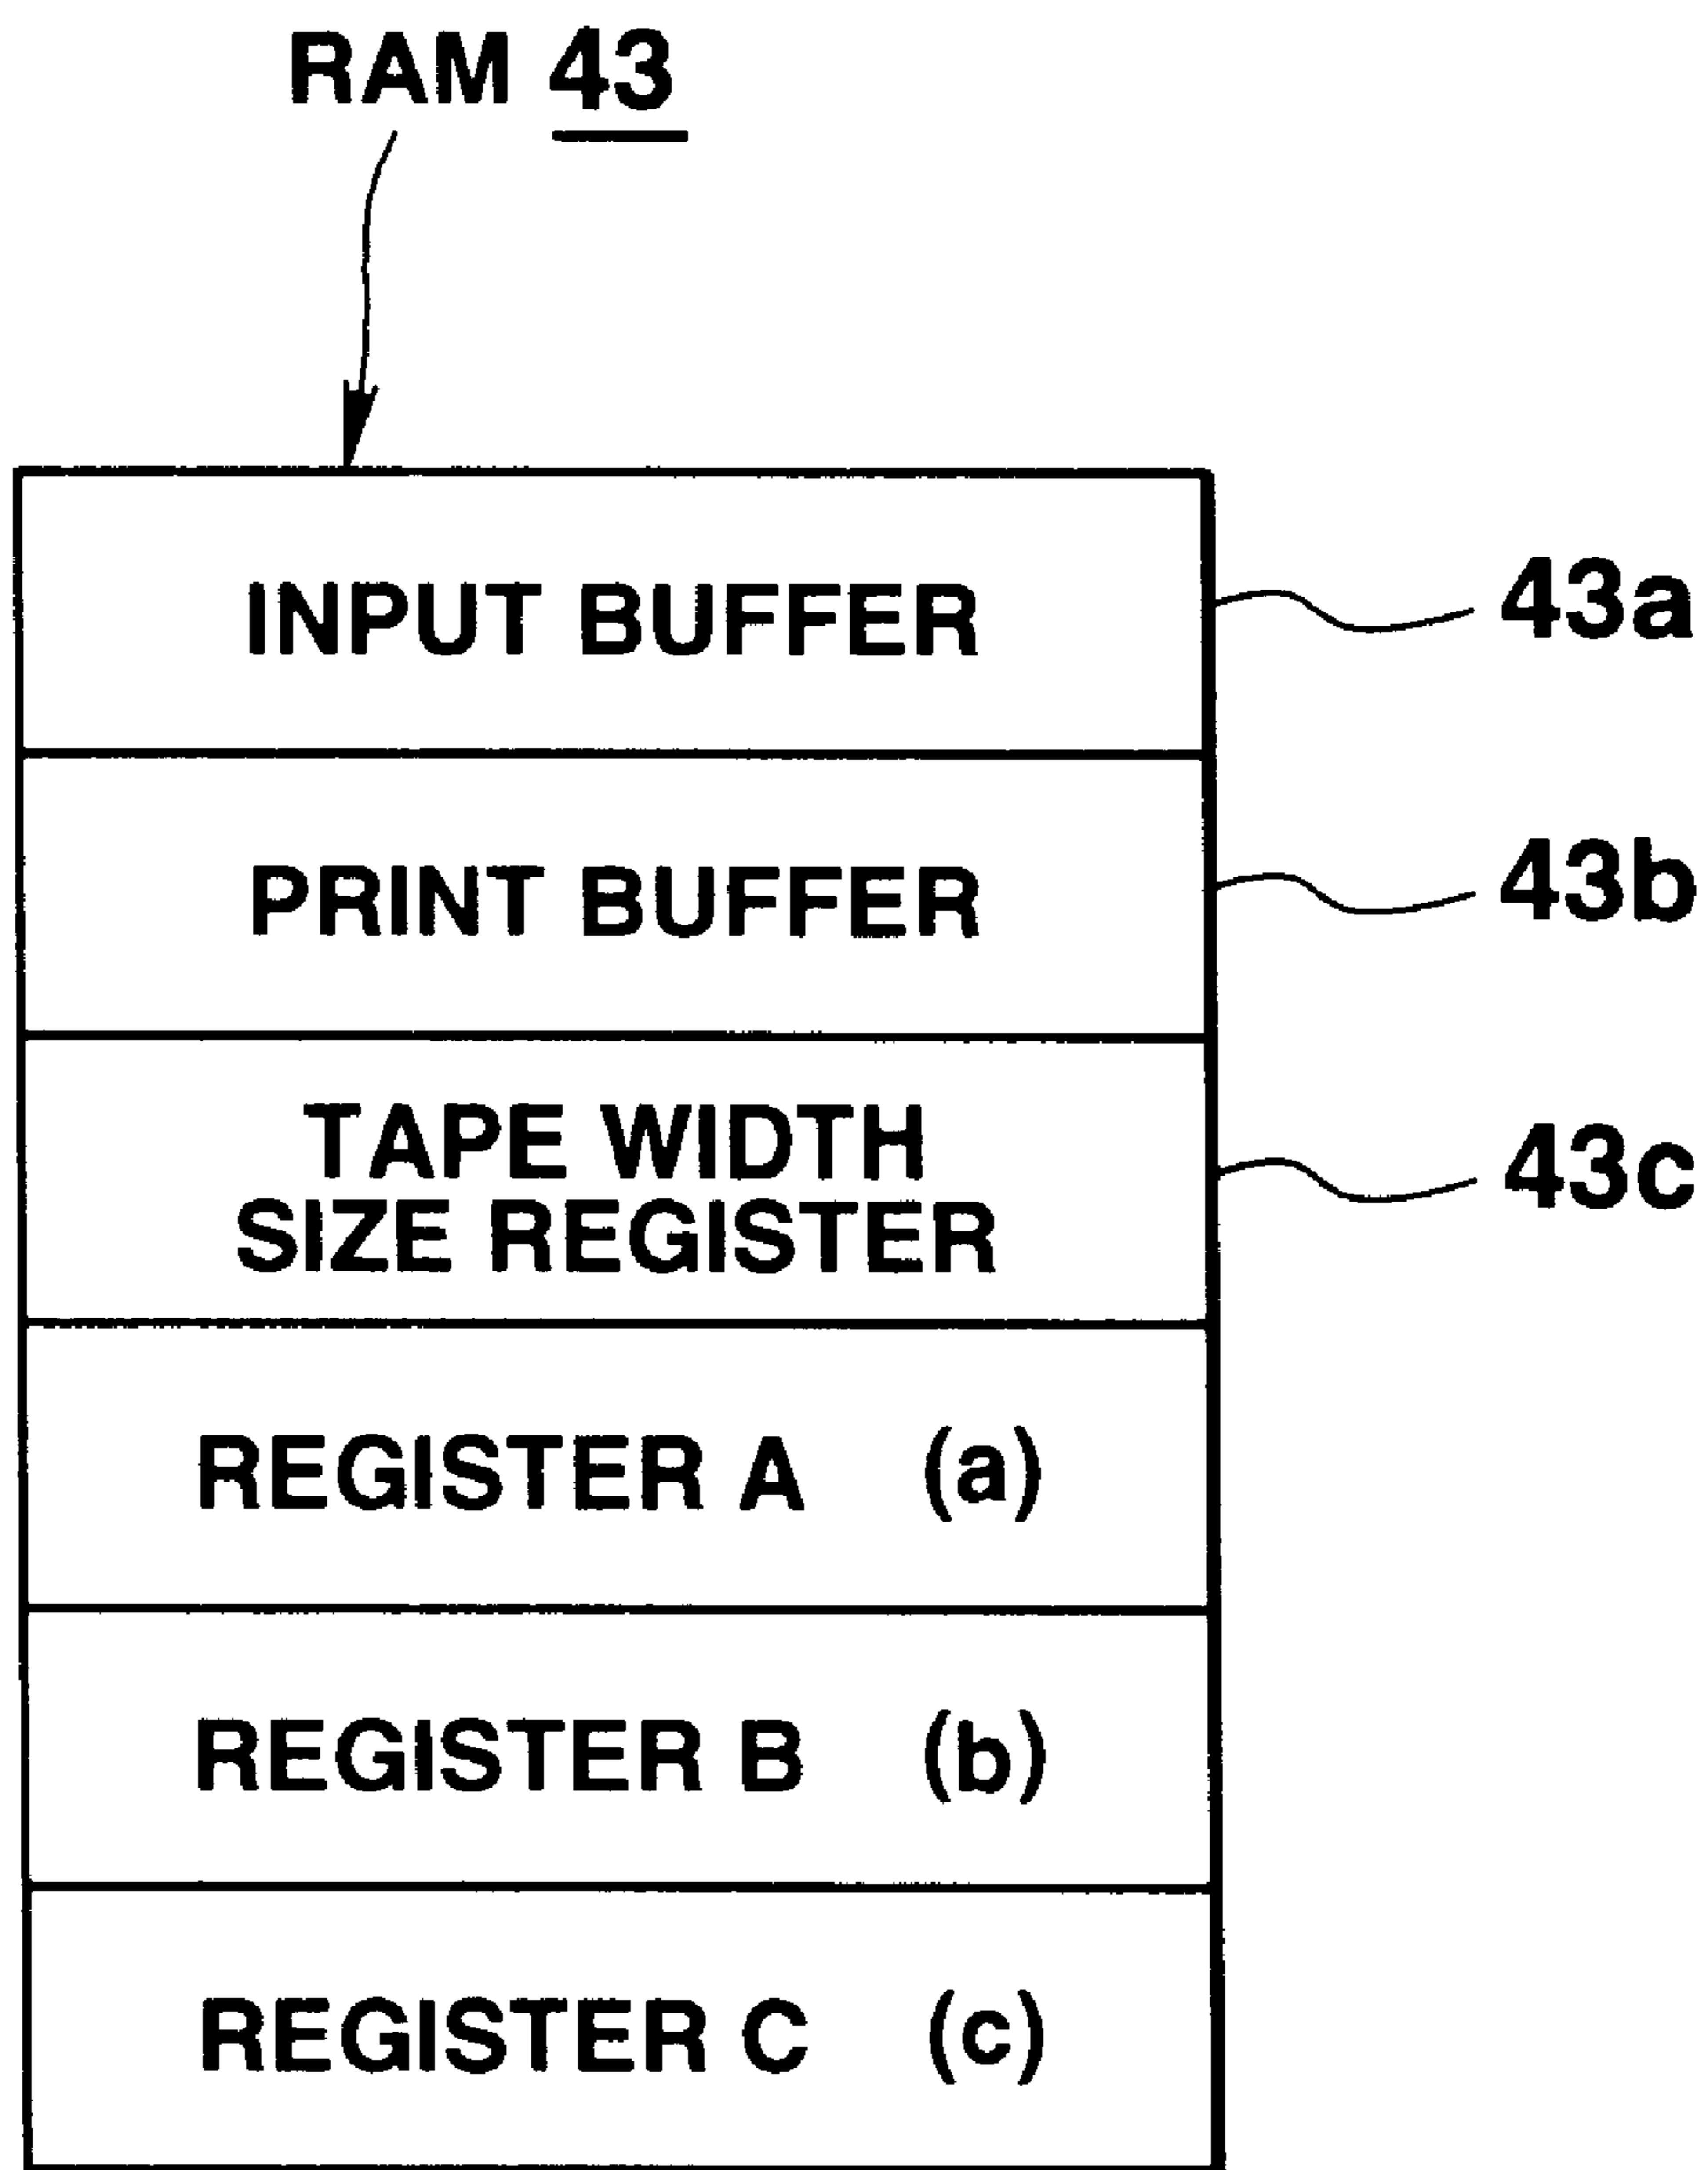 RAM 43
INPUT BUFFER 43a
PRINT BUFFER 43b
TAPE WIDTH
SIZE REGISTER 43c
REGISTER A (a)
REGISTER B (b)
REGISTER C (c)